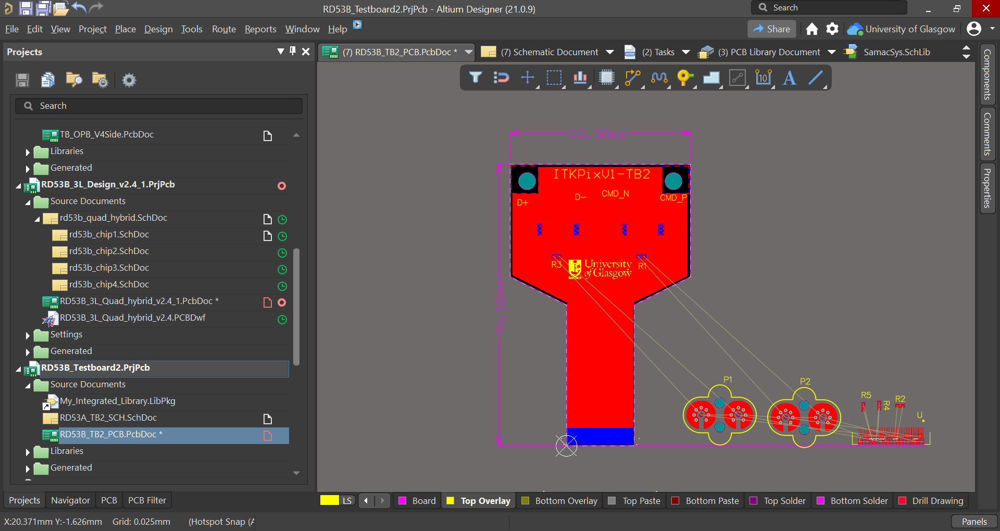 RD53B_Testboard2.PrjPcb - Altium Designer (21.0.9)
Search
File Edit View Project Place Design Tools Route Reports Window Help
Share
University of Glasgow
Projects
(7) RD53B_TB2_PCB.PcbDoc *
(7) Schematic Document
(2) Tasks
(3) PCB Library Document
SamacSys.SchLib
Components
Comments
Properties
Search
TB_OPB_V4Side.PcbDoc
Libraries
Generated
RD53B_3L_Design_v2.4_1.PrjPcb
Source Documents
rd53b_quad_hybrid.SchDoc
rd53b_chip1.SchDoc
rd53b_chip2.SchDoc
rd53b_chip3.SchDoc
rd53b_chip4.SchDoc
RD53B_3L_Quad_hybrid_v2.4_1.PcbDoc *
RD53B_3L_Quad_hybrid_v2.4.PCBDwf
Settings
Generated
RD53B_Testboard2.PrjPcb
Source Documents
My_Integrated_Library.LibPkg
RD53A_TB2_SCH.SchDoc
RD53B_TB2_PCB.PcbDoc *
Libraries
Generated
10
ITKPixV1-TB2
D+
D-
CMD_N
CMD_P
R3
University
of Glasgow
R1
P1
P2
R5
R4
R2
U
Projects Navigator PCB PCB Filter
LS
Board
Top Overlay
Bottom Overlay
Top Paste
Bottom Paste
Top Solder
Bottom Solder
Drill Drawing
X:20.371mm Y:-1.626mm Grid: 0.025mm (Hotspot Snap (A
Panels